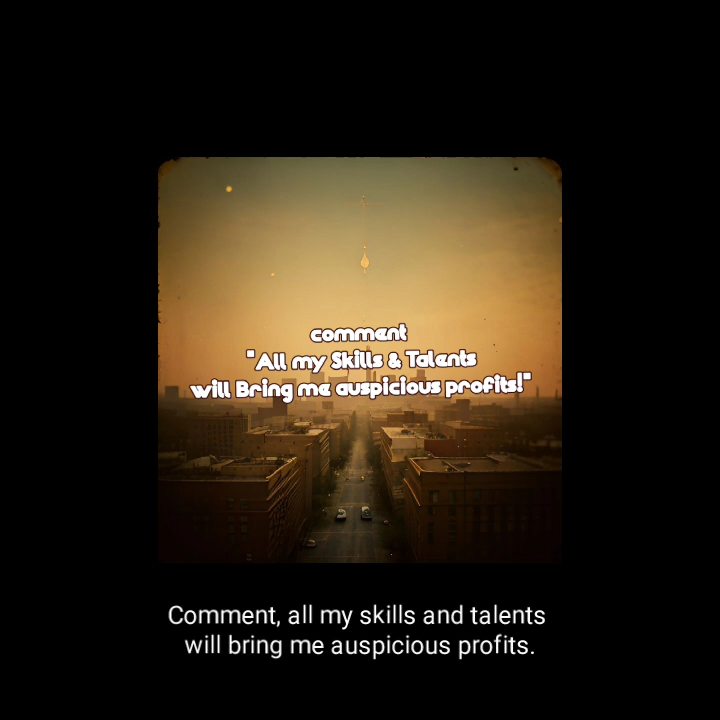 comment
"All my Skills & Talents
will Bring me auspicious profits!"
Comment, all my skills and talents
will bring me auspicious profits.